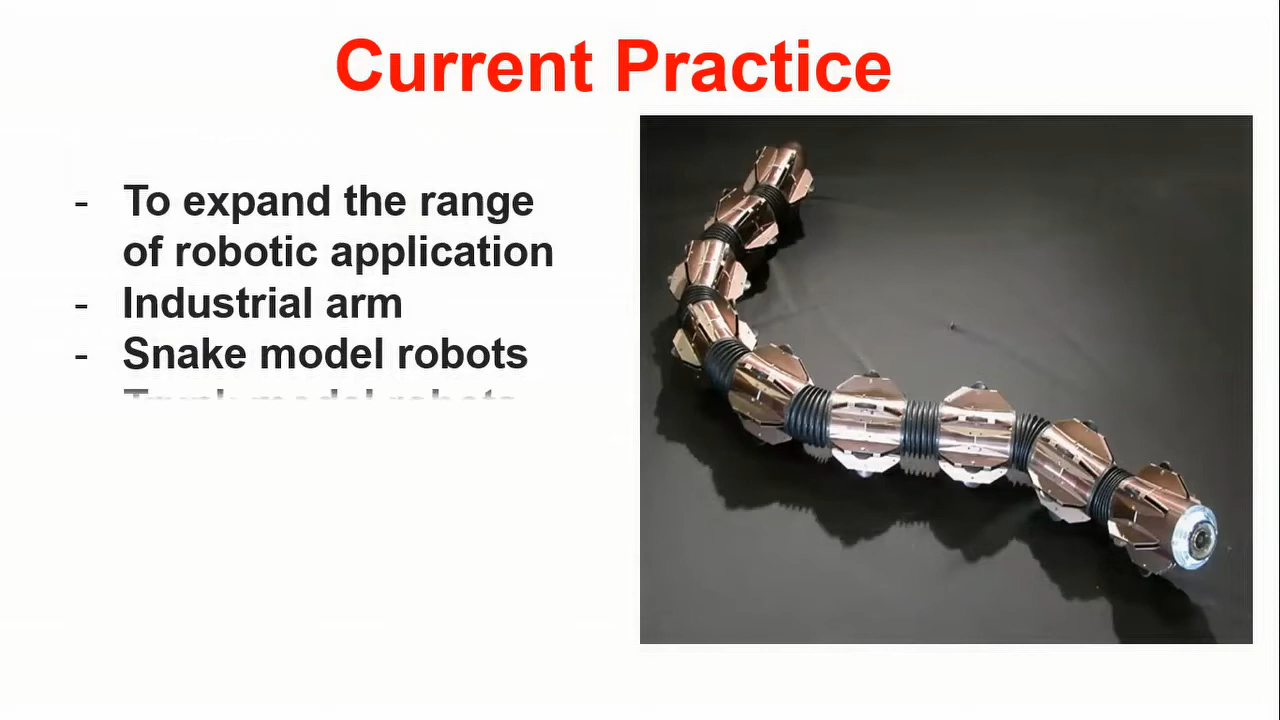 Current Practice
- To expand the range
of robotic application
- Industrial arm
- Snake model robots